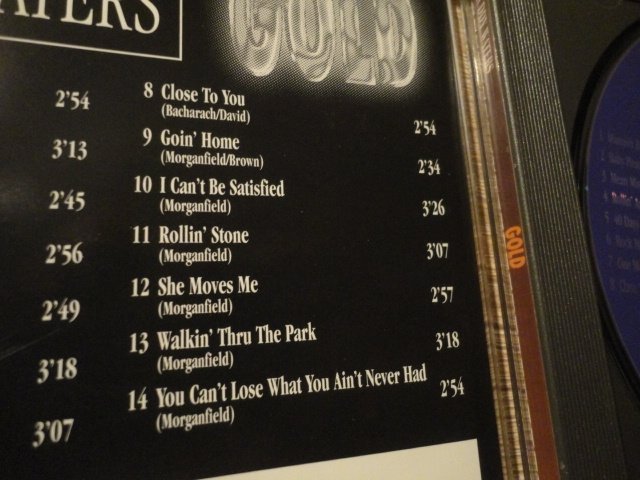 GOLD
2'54
3'13
2'45
2'56
2'49
3'18
3'07
8 Close To You
(Bacharach/David)
2'54
9 Goin' Home
(Morganfield/Brown)
2'34
10 I Can't Be Satisfied
(Morganfield)
3'26
11 Rollin' Stone
(Morganfield)
3'07
12 She Moves Me
(Morganfield)
2'57
13 Walkin' Thru The Park
(Morganfield)
3'18
14 You Can't Lose What You Ain't Never Had
(Morganfield)
2'54
GOLD